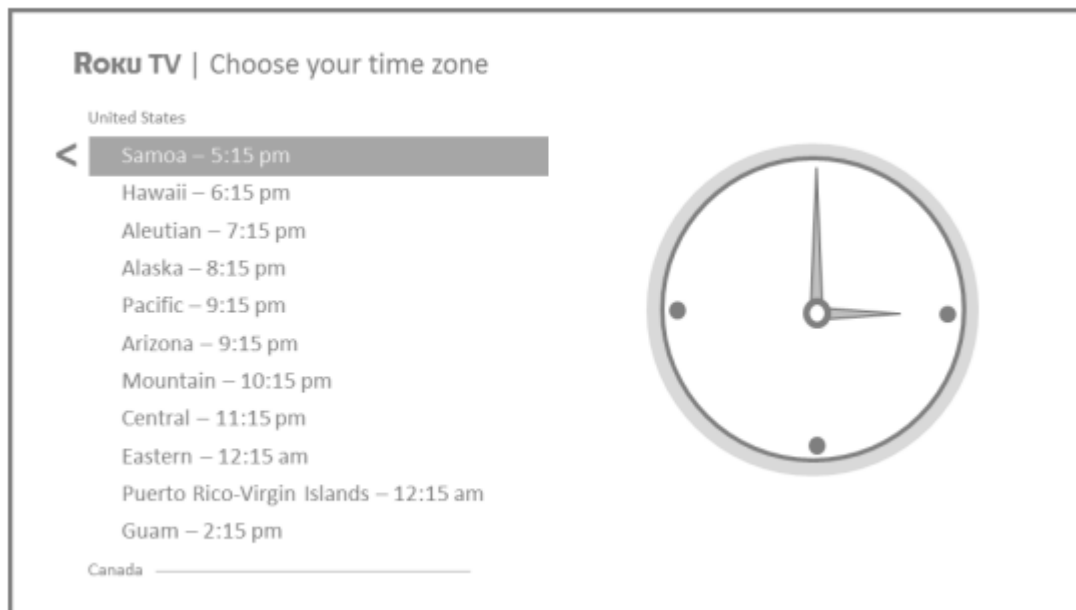 ROKU TV | Choose your time zone
United States
<
Samoa – 5:15 pm
Hawaii – 6:15 pm
Aleutian – 7:15 pm
Alaska – 8:15 pm
Pacific – 9:15 pm
Arizona – 9:15 pm
Mountain – 10:15 pm
Central – 11:15 pm
Eastern – 12:15 am
Puerto Rico-Virgin Islands – 12:15 am
Guam – 2:15 pm
Canada